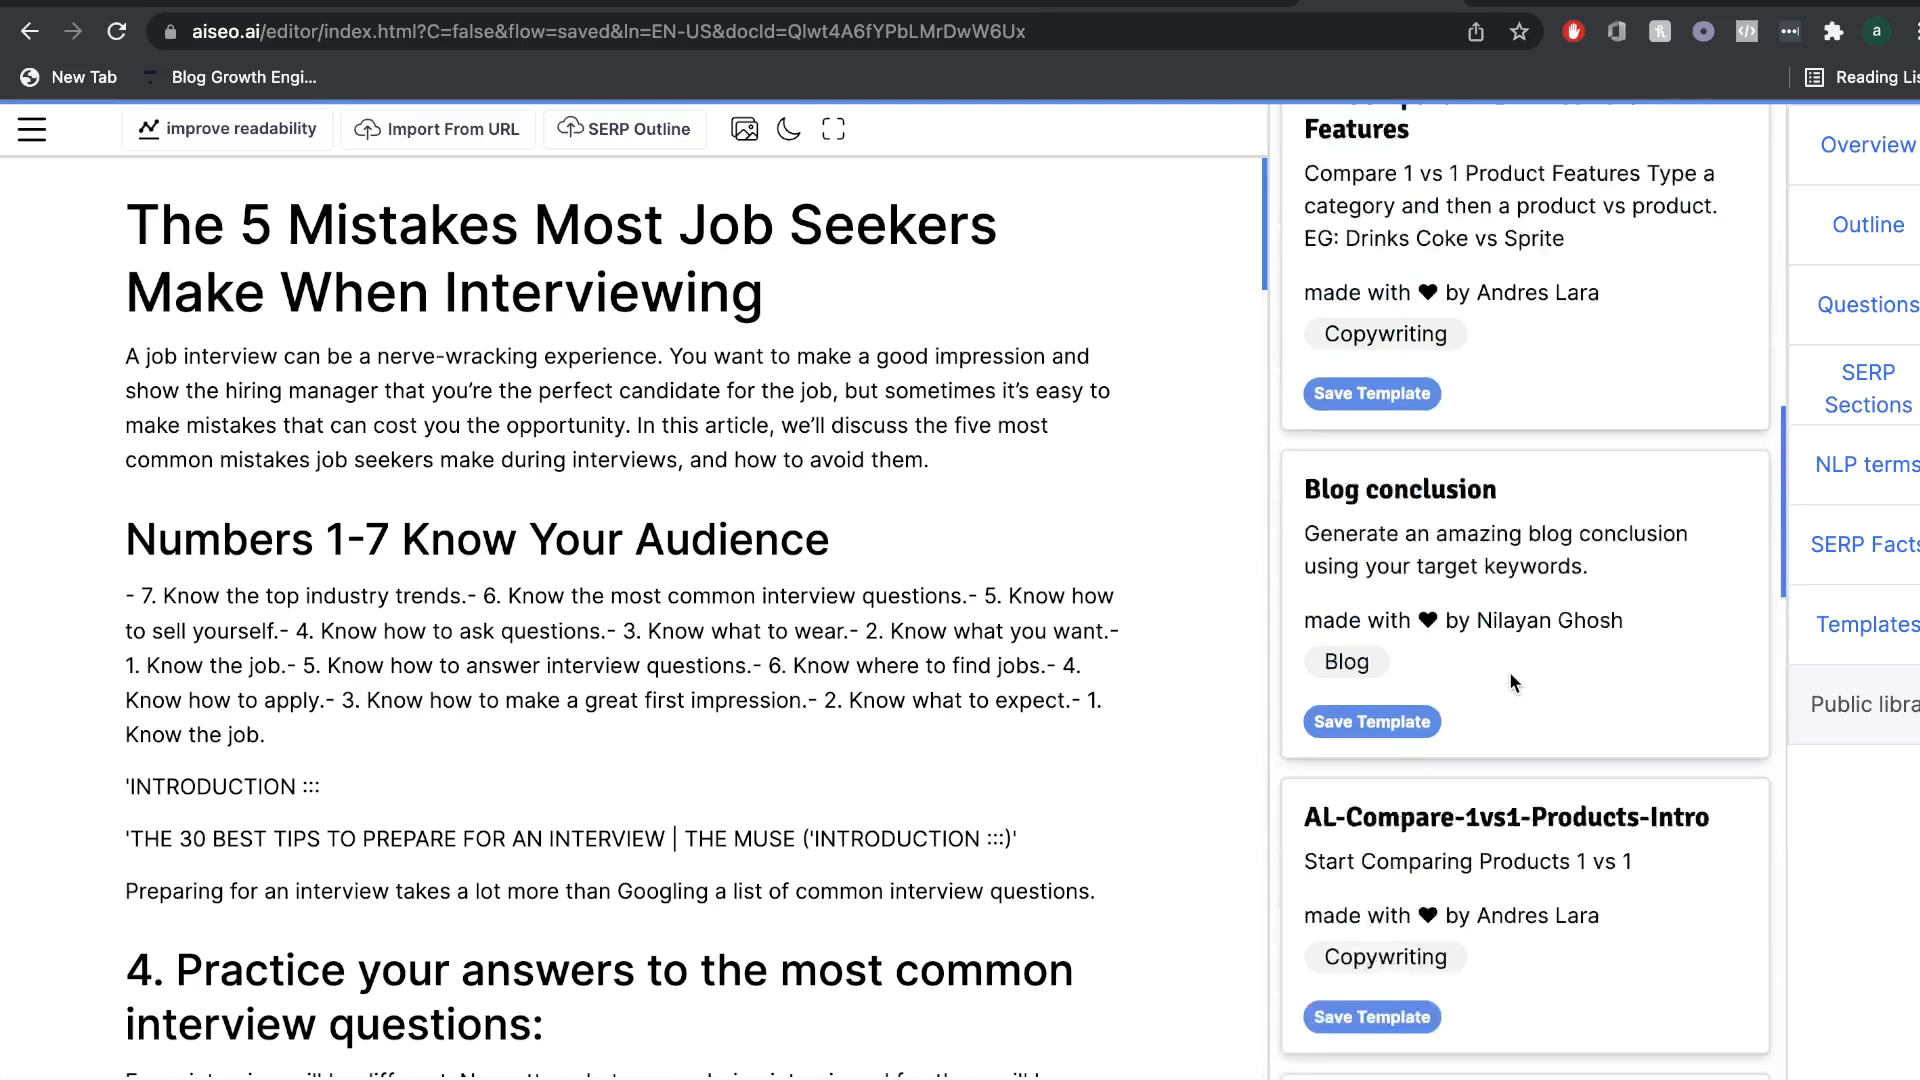 aiseo.ai/editor/index.html?C=false&flow=saved&ln=EN-US&docId=Qlwt4A6fYPbLMrDwW6Ux
a
New Tab
Blog Growth Engi...
Reading Lis
improve readability
Import From URL
SERP Outline
The 5 Mistakes Most Job Seekers
Make When Interviewing
A job interview can be a nerve-wracking experience. You want to make a good impression and
show the hiring manager that you’re the perfect candidate for the job, but sometimes it’s easy to
make mistakes that can cost you the opportunity. In this article, we’ll discuss the five most
common mistakes job seekers make during interviews, and how to avoid them.
Numbers 1-7 Know Your Audience
- 7. Know the top industry trends.- 6. Know the most common interview questions.- 5. Know how
to sell yourself.- 4. Know how to ask questions.- 3. Know what to wear.- 2. Know what you want.-
1. Know the job.- 5. Know how to answer interview questions.- 6. Know where to find jobs.- 4.
Know how to apply.- 3. Know how to make a great first impression.- 2. Know what to expect.- 1.
Know the job.
'INTRODUCTION :::
'THE 30 BEST TIPS TO PREPARE FOR AN INTERVIEW | THE MUSE ('INTRODUCTION :::)'
Preparing for an interview takes a lot more than Googling a list of common interview questions.
4. Practice your answers to the most common
interview questions:
Features
Compare 1 vs 1 Product Features Type a
category and then a product vs product.
EG: Drinks Coke vs Sprite
made with ♥ by Andres Lara
Copywriting
Save Template
Blog conclusion
Generate an amazing blog conclusion
using your target keywords.
made with ♥ by Nilayan Ghosh
Blog
Save Template
AL-Compare-1vs1-Products-Intro
Start Comparing Products 1 vs 1
made with ♥ by Andres Lara
Copywriting
Save Template
Overview
Outline
Questions
SERP
Sections
NLP terms
SERP Facts
Templates
Public libra